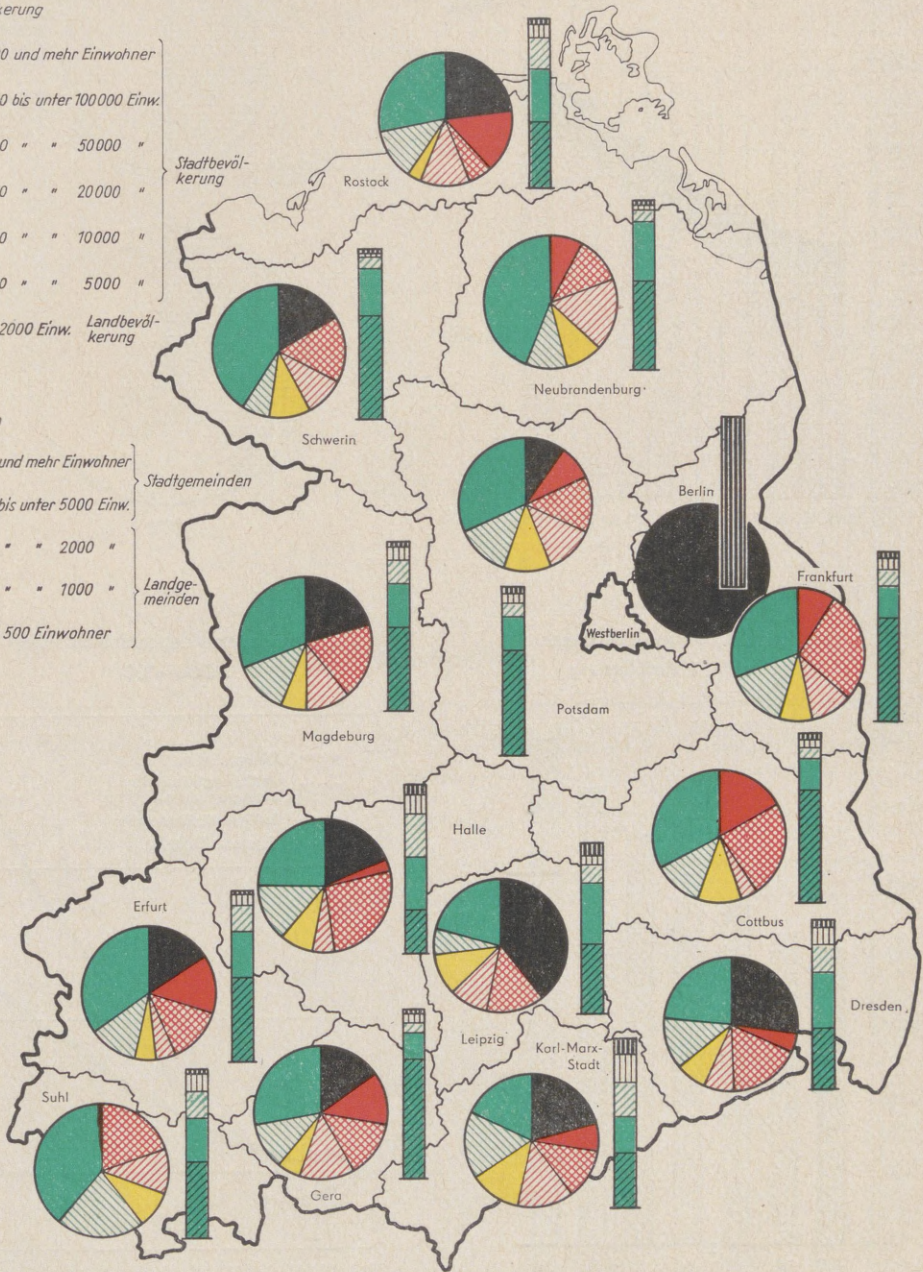 kerung
0 und mehr Einwohner
0 bis unter 100000 Einw.
0 " " 50000 "
0 " " 20000 "
0 " " 10000 "
0 " " 5000 "
Stadtbevöl-
kerung
2000 Einw. Landbevöl-
kerung
und mehr Einwohner
bis unter 5000 Einw.
Stadtgemeinden
" " 2000 "
" " 1000 "
500 Einwohner
Landge-
meinden
Rostock
Neubrandenburg
Schwerin
Berlin
Frankfurt
Westberlin
Potsdam
Magdeburg
Halle
Cottbus
Erfurt
Dresden
Leipzig
Karl-Marx-
Stadt
Suhl
Gera